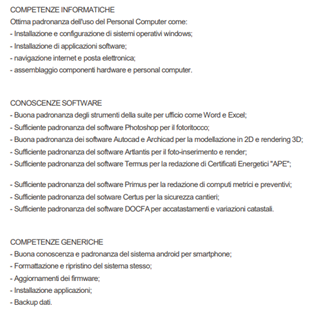 COMPETENZE INFORMATICHE
Ottima padronanza dell'uso del Personal Computer come:
- Installazione e configurazione di sistemi operativi windows;
- Installazione di applicazioni software;
- navigazione internet e posta elettronica;
- assemblaggio componenti hardware e personal computer.
CONOSCENZE SOFTWARE
- Buona padronanza degli strumenti della suite per ufficio come Word e Excel;
- Sufficiente padronanza del software Photoshop per il fotoritocco;
- Buona padronanza dei software Autocad e Archicad per la modellazione in 2D e rendering 3D;
- Sufficiente padronanza del software Artlantis per il foto-inserimento e render;
- Sufficiente padronanza del software Termus per la redazione di Certificati Energetici "APE";
- Sufficiente padronanza del software Primus per la redazione di computi metrici e preventivi;
- Sufficiente padronanza del sotware Certus per la sicurezza cantieri;
- Sufficiente padronanza del software DOCFA per accatastamenti e variazioni catastali.
COMPETENZE GENERICHE
- Buona conoscenza e padronanza del sistema android per smartphone;
- Formattazione e ripristino del sistema stesso;
- Aggiornamenti dei firmware;
- Installazione applicazioni;
- Backup dati.